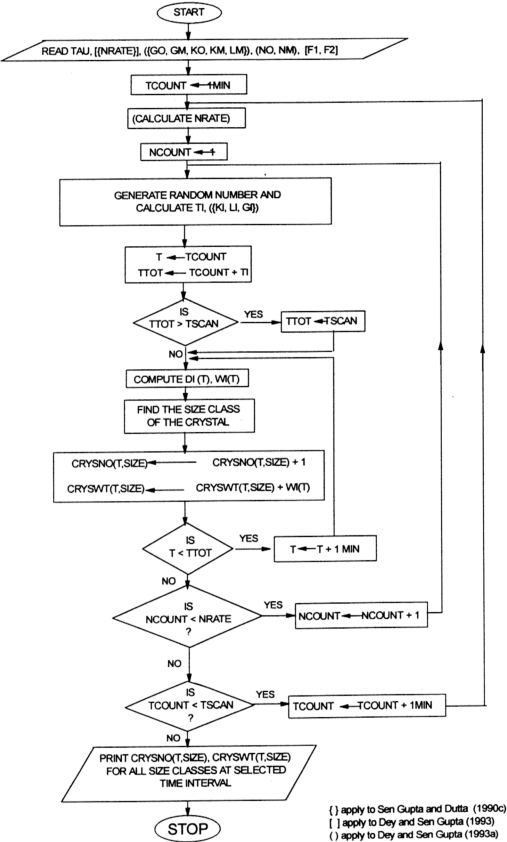 START
READ TAU, [{NRATE}], ({GO, GM, KO, KM, LM}), (NO, NM), [F1, F2]
TCOUNT ← 1MIN
(CALCULATE NRATE)
NCOUNT ← 1
GENERATE RANDOM NUMBER AND
CALCULATE TI, ({KI, LI, GI})
T ← TCOUNT
TTOT ← TCOUNT + TI
IS
TTOT > TSCAN
YES
TTOT ← TSCAN
NO
COMPUTE DI (T), WI(T)
FIND THE SIZE CLASS
OF THE CRYSTAL
CRYSNO(T,SIZE) ← CRYSNO(T,SIZE) + 1
CRYSWT(T,SIZE) ← CRYSWT(T,SIZE) + WI(T)
IS
T < TTOT
YES
T ← T + 1 MIN
NO
IS
NCOUNT < NRATE
?
YES
NCOUNT ← NCOUNT + 1
NO
IS
TCOUNT < TSCAN
?
YES
TCOUNT ← TCOUNT + 1MIN
NO
PRINT CRYSNO(T,SIZE), CRYSWT(T,SIZE)
FOR ALL SIZE CLASSES AT SELECTED
TIME INTERVAL
STOP
{ } apply to Sen Gupta and Dutta (1990c)
[ ] apply to Dey and Sen Gupta (1993)
( ) apply to Dey and Sen Gupta (1993a)